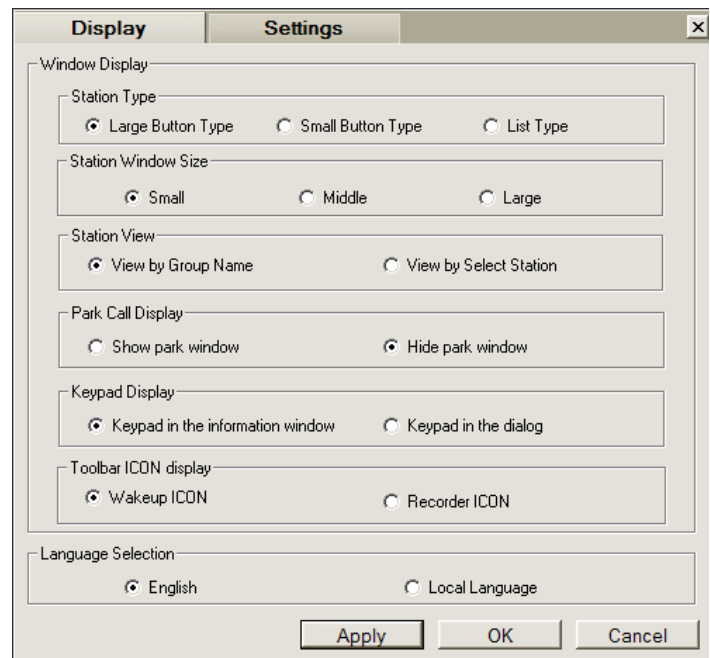 Display Settings
Window Display
Station Type
Large Button Type Small Button Type List Type
Station Window Size
Small Middle Large
Station View
View by Group Name View by Select Station
Park Call Display
Show park window Hide park window
Keypad Display
Keypad in the information window Keypad in the dialog
Toolbar ICON display
Wakeup ICON Recorder ICON
Language Selection
English Local Language
Apply OK Cancel